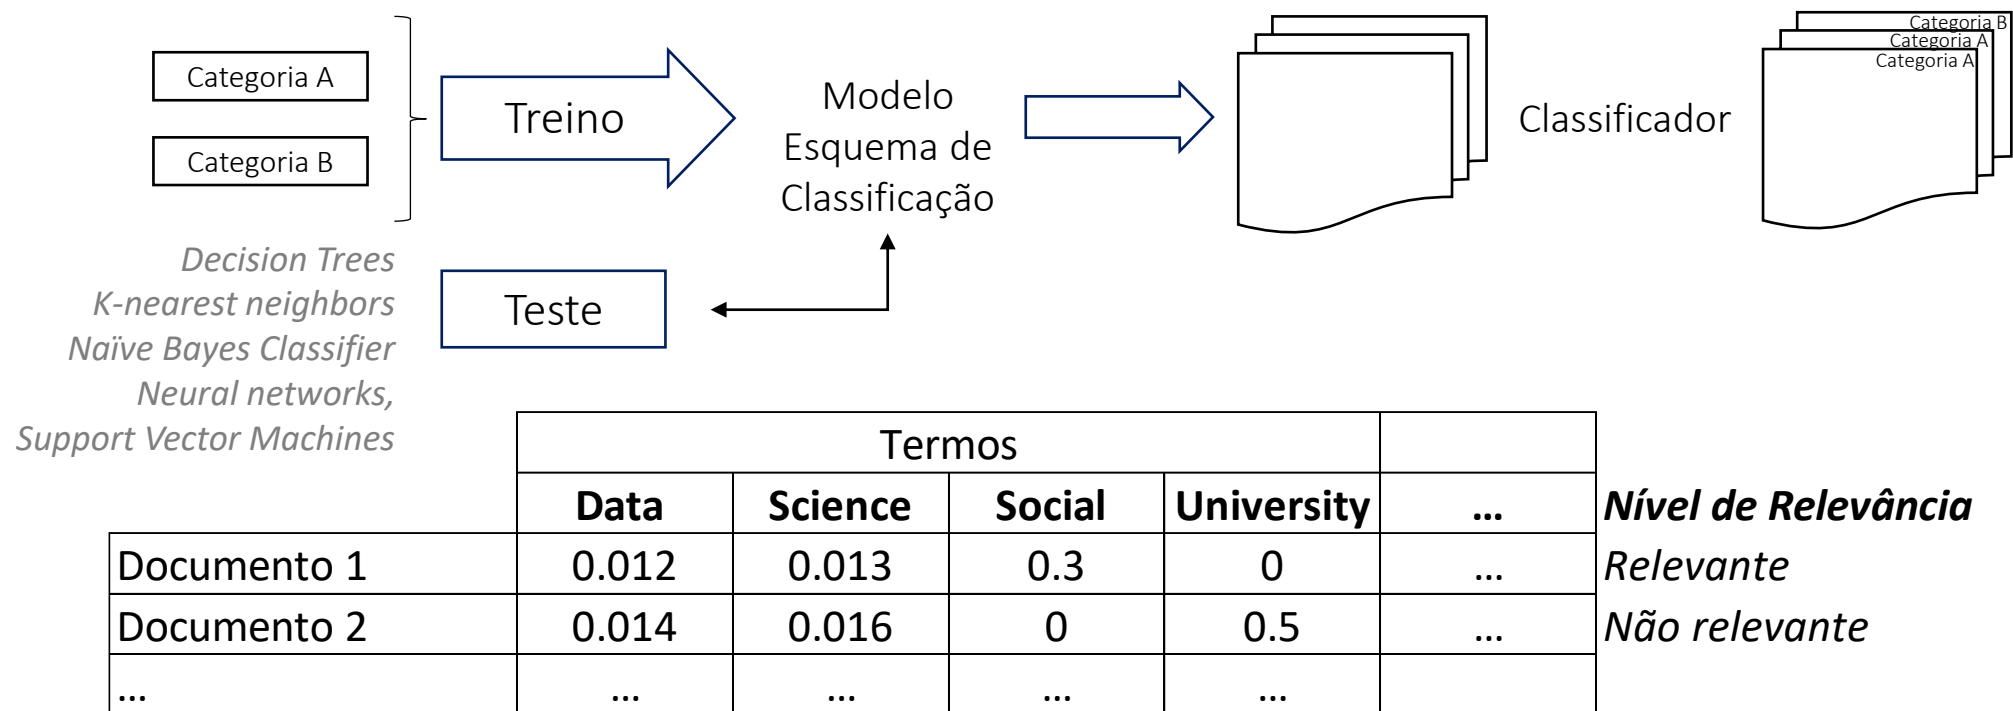 Categoria A
Categoria B
Treino
Modelo
Esquema de
Classificação
Classificador
Categoria B
Categoria A
Categoria A
Decision Trees
K-nearest neighbors
Naïve Bayes Classifier
Neural networks,
Support Vector Machines
Teste
Termos
Data Science Social University ... Nível de Relevância
Documento 1 0.012 0.013 0.3 0 ... Relevante
Documento 2 0.014 0.016 0 0.5 ... Não relevante
... ... ... ... ...